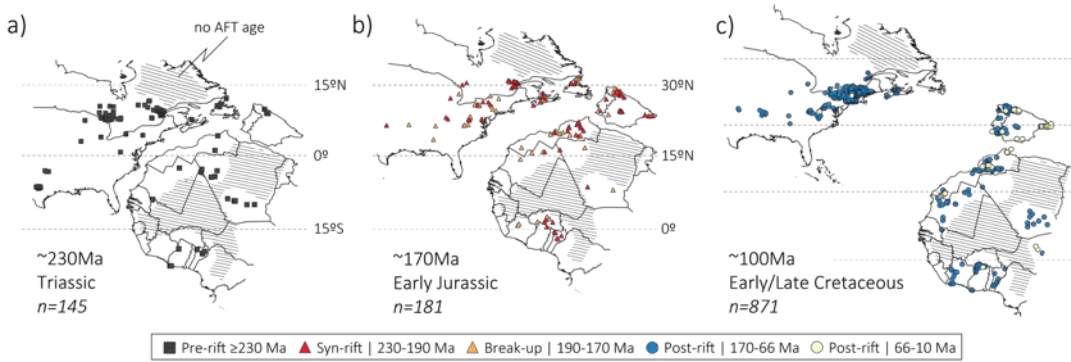 a)
no AFT age
15ºN
0º
15ºS
~230Ma
Triassic
n=145
b)
30ºN
15ºN
0º
~170Ma
Early Jurassic
n=181
c)
~100Ma
Early/Late Cretaceous
n=871
Pre-rift ≥230 Ma Syn-rift | 230-190 Ma Break-up | 190-170 Ma Post-rift | 170-66 Ma Post-rift | 66-10 Ma